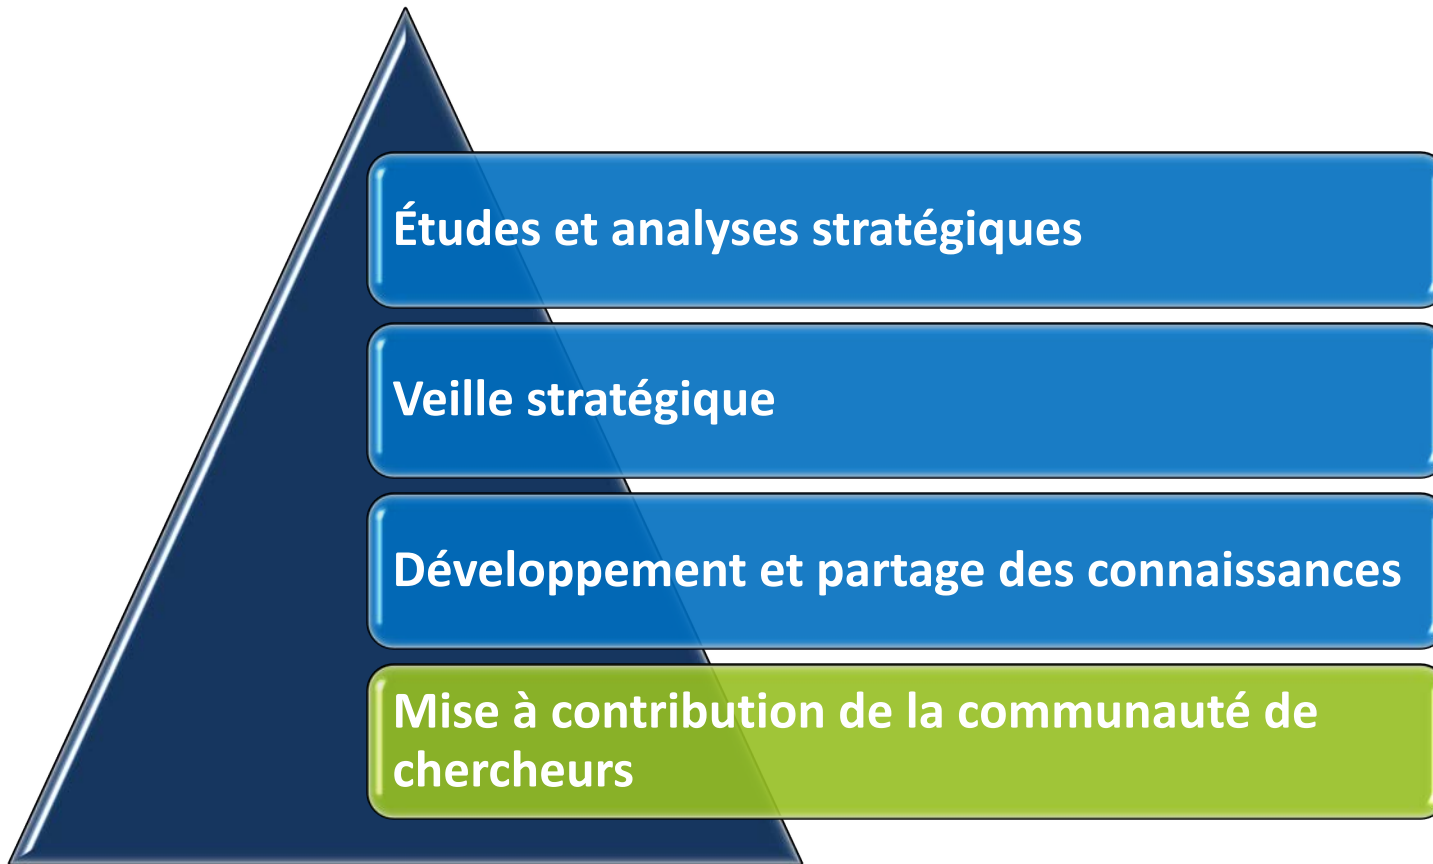 Études et analyses stratégiques
Veille stratégique
Développement et partage des connaissances
Mise à contribution de la communauté de
chercheurs